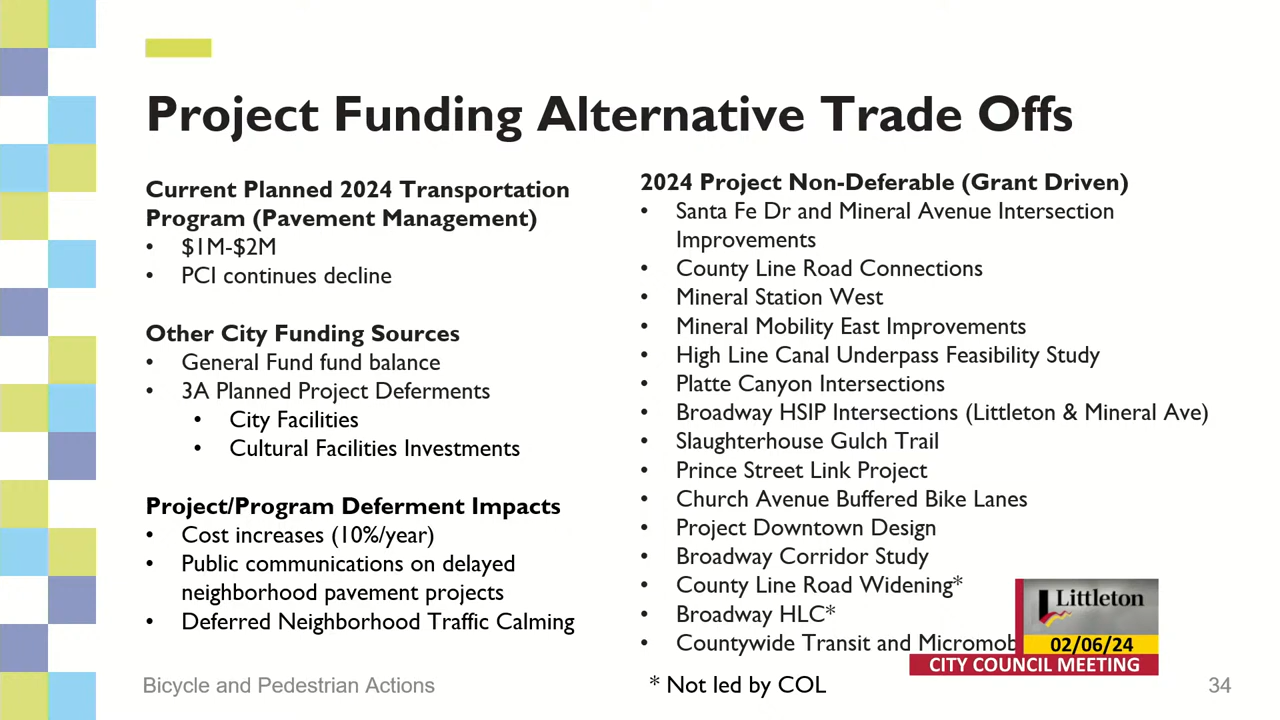 Project Funding Alternative Trade Offs
Current Planned 2024 Transportation
Program (Pavement Management)
• $1M-$2M
• PCI continues decline
Other City Funding Sources
• General Fund fund balance
• 3A Planned Project Deferments
• City Facilities
• Cultural Facilities Investments
Project/Program Deferment Impacts
• Cost increases (10%/year)
• Public communications on delayed
neighborhood pavement projects
• Deferred Neighborhood Traffic Calming
2024 Project Non-Deferable (Grant Driven)
• Santa Fe Dr and Mineral Avenue Intersection
Improvements
• County Line Road Connections
• Mineral Station West
• Mineral Mobility East Improvements
• High Line Canal Underpass Feasibility Study
• Platte Canyon Intersections
• Broadway HSIP Intersections (Littleton & Mineral Ave)
• Slaughterhouse Gulch Trail
• Prince Street Link Project
• Church Avenue Buffered Bike Lanes
• Project Downtown Design
• Broadway Corridor Study
• County Line Road Widening*
• Broadway HLC*
• Countywide Transit and
Littleton
02/06/24
CITY COUNCIL MEETING
Bicycle and Pedestrian Actions
* Not led by COL
34